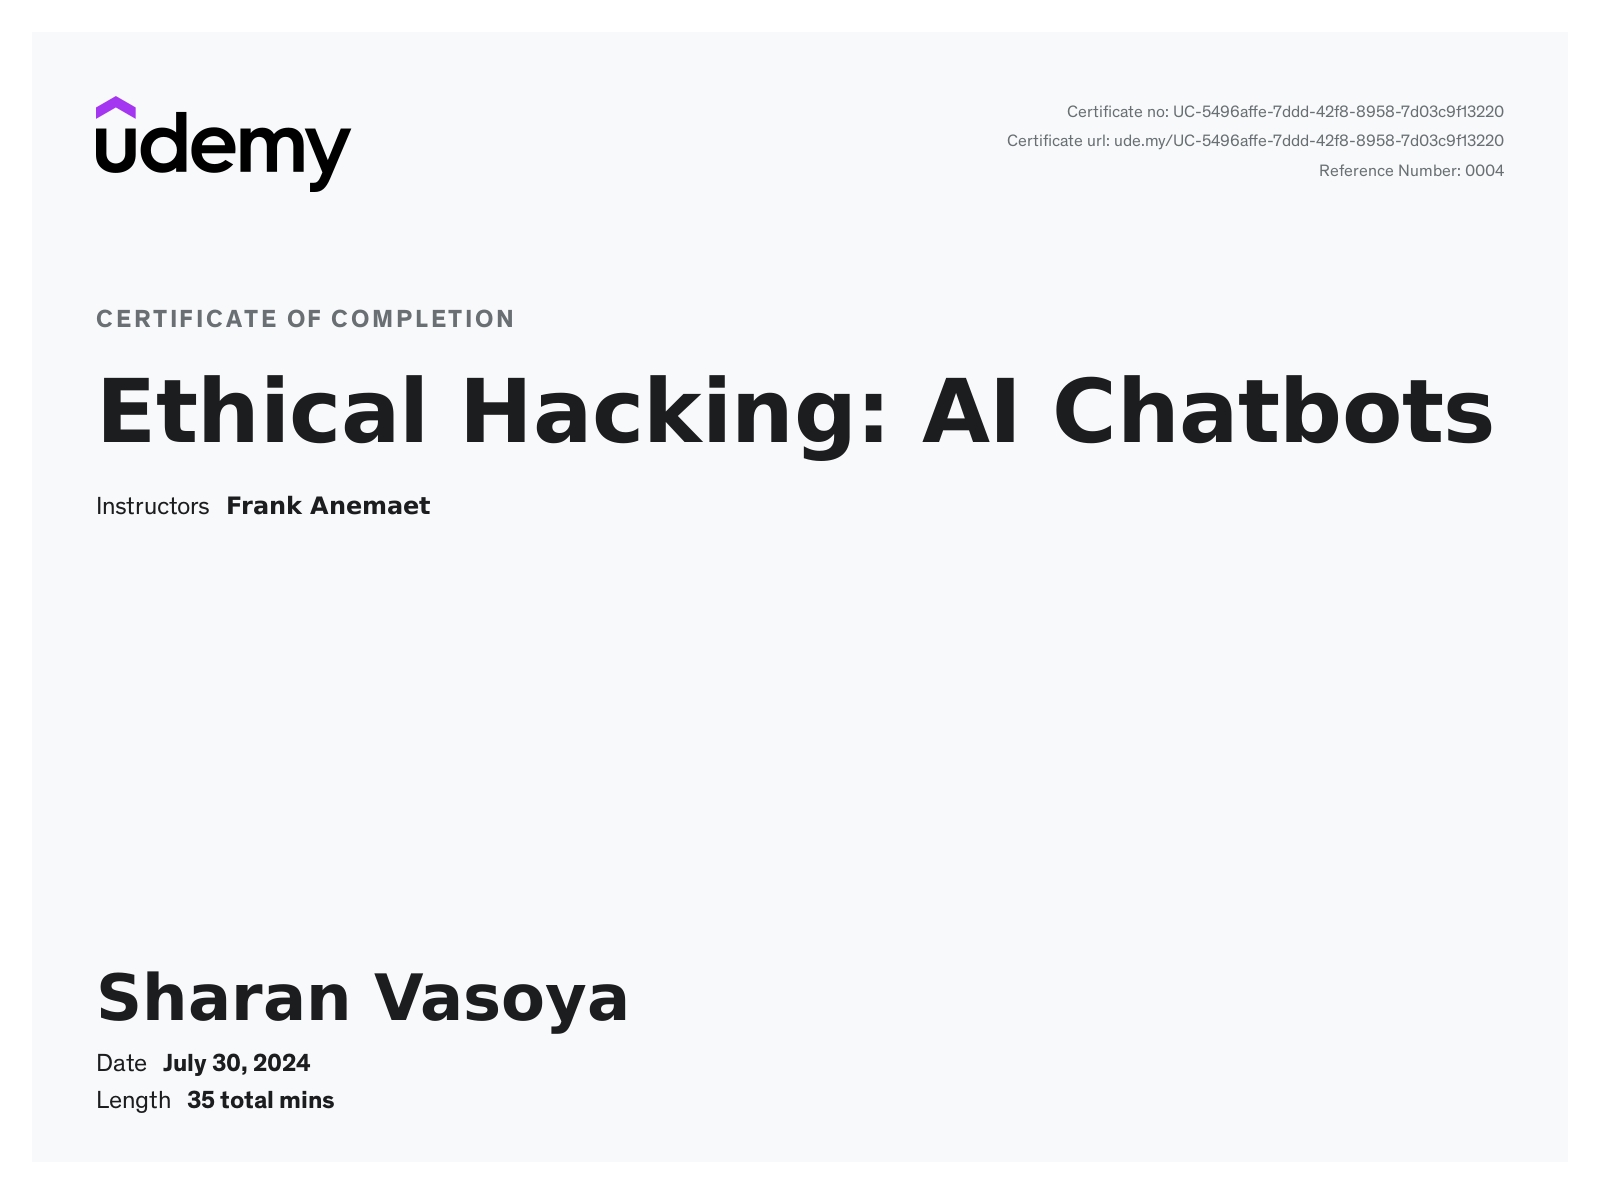 udemy
Certificate no: UC-5496affe-7ddd-42f8-8958-7d03c9f13220
Certificate url: ude.my/UC-5496affe-7ddd-42f8-8958-7d03c9f13220
Reference Number: 0004
CERTIFICATE OF COMPLETION
Ethical Hacking: AI Chatbots
Instructors Frank Anemaet
Sharan Vasoya
Date July 30, 2024
Length 35 total mins